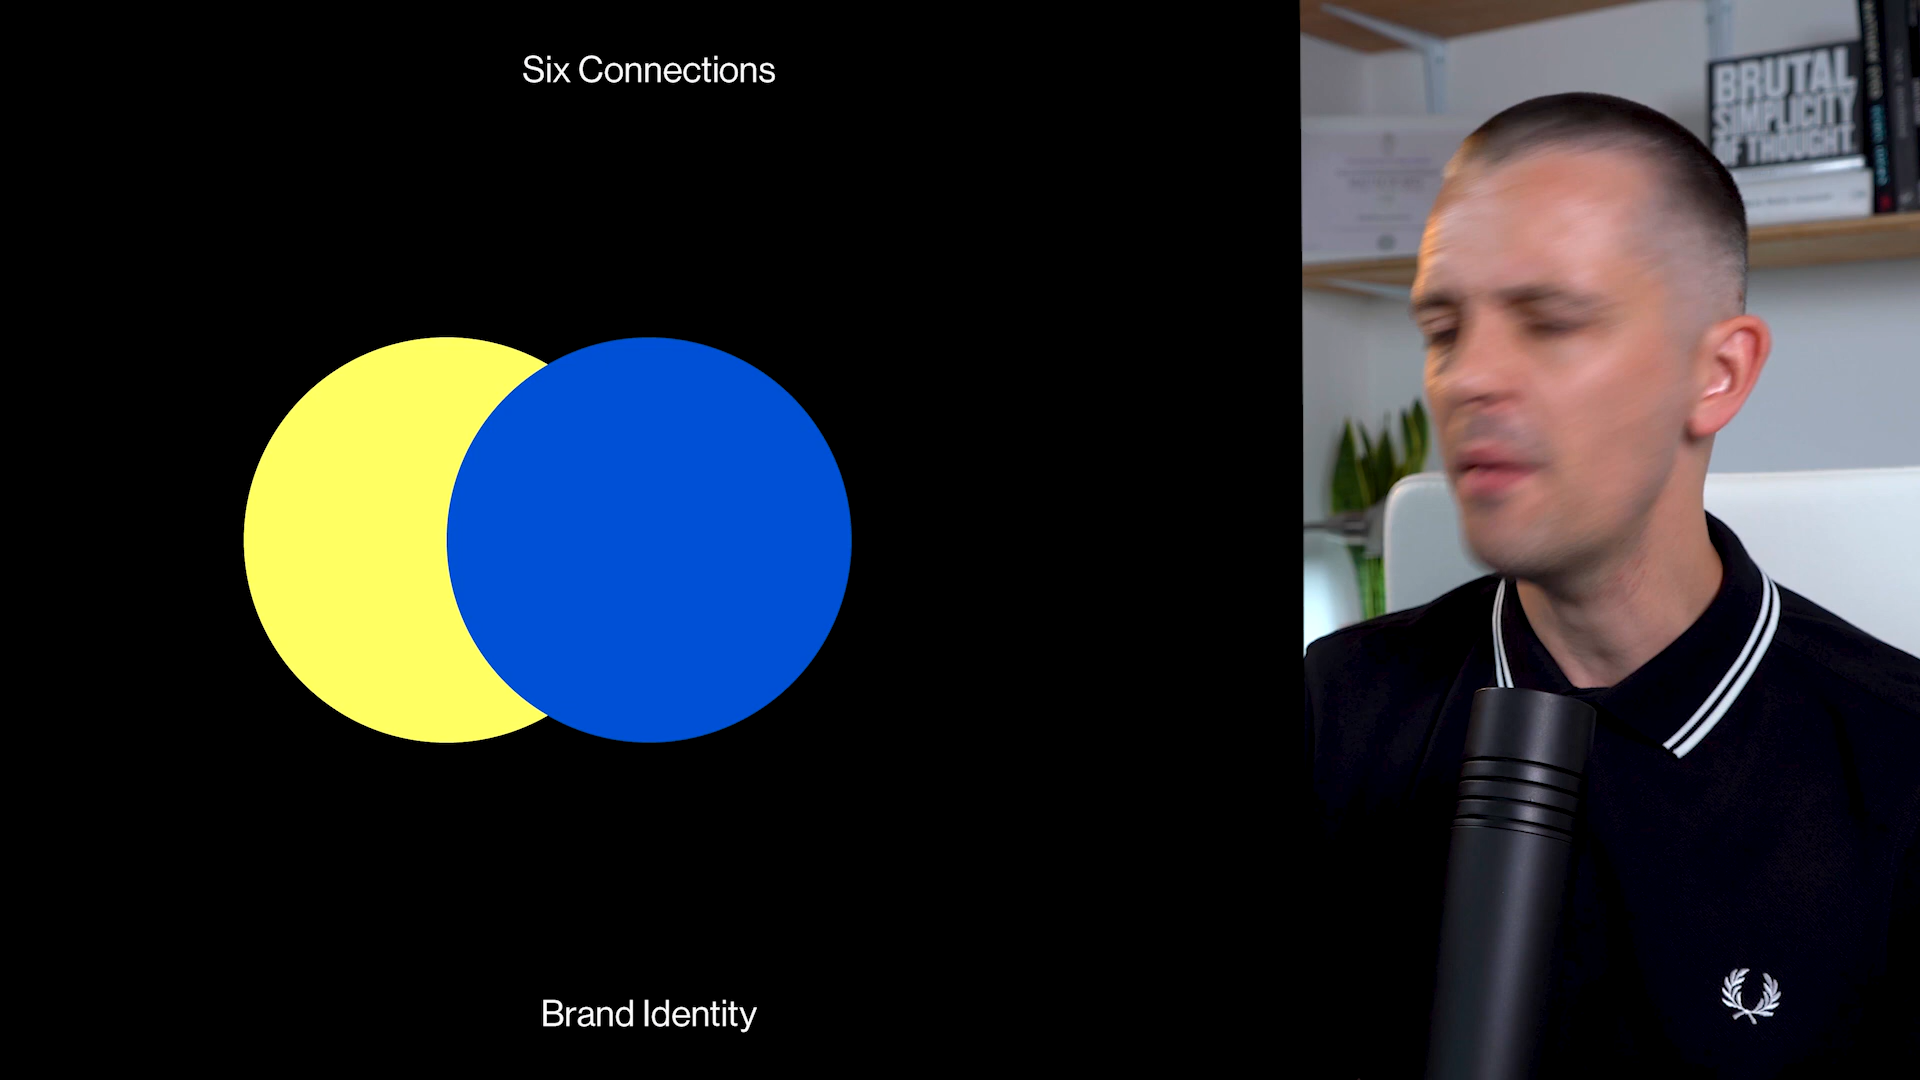 Six Connections
BRUTAL
SIMPLICITY
OF THOUGHT
Brand Identity